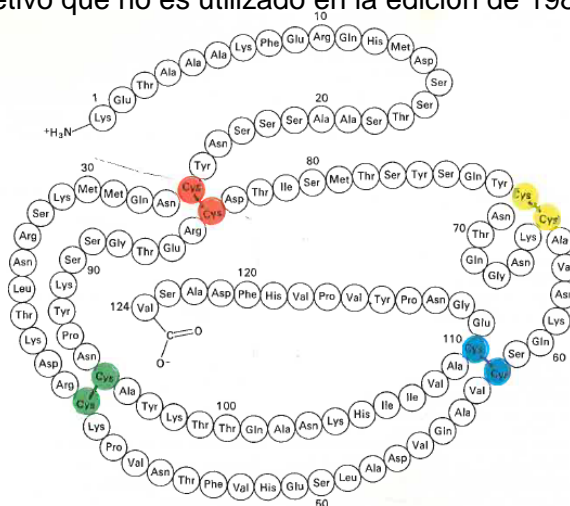 etivo que no es utilizado en la edición de 198
10
1
+H₃N
Lys Glu Thr Ala Ala Ala Lys Phe Glu Arg Gln His Met Asp Ser
20
Ser Thr Ser Ala Ala Ser Ser Ser Asn Tyr
30
Cys Asn Gln Met Met Lys Ser Arg Asn Leu Thr Lys Asp Arg Cys
50
Lys Pro Val Asn Thr Phe Val His Glu Ser Leu Ala Asp Val Gln Ala Val Cys
60
Ser Gln Lys As Va Ala Cys
70
Lys Asn Gly Gln Thr Asn Cys
80
Tyr Gln Ser Tyr Ser Thr Met Ser Ile Thr Asp Cys
90
Arg Glu Thr Gly Ser Ser Lys Tyr Pro Asn Cys
100
Ala Tyr Lys Thr Thr Gln Ala Asn Lys His Ile Ile Val Ala Cys
110
120
Glu Gly Asn Pro Tyr Val Pro Val His Phe Asp Ala Ser Val
124
C
O
O⁻